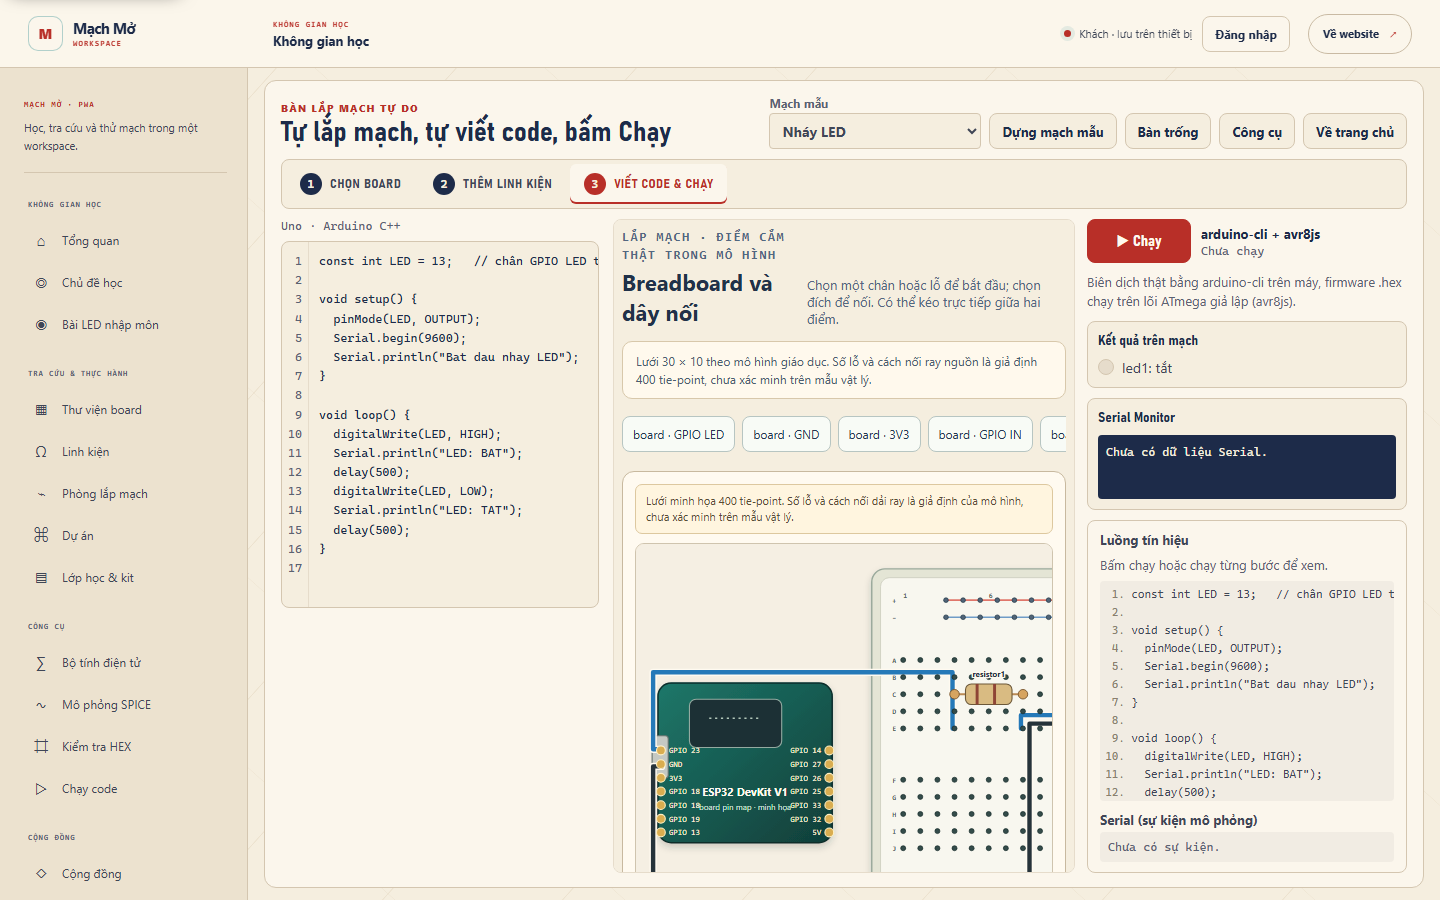 M
Mạch Mở
WORKSPACE
KHÔNG GIAN HỌC
Không gian học
Khách · lưu trên thiết bị
Đăng nhập
Về website ↗
MẠCH MỞ · PWA
Học, tra cứu và thử mạch trong một
workspace.
KHÔNG GIAN HỌC
Tổng quan
Chủ đề học
Bài LED nhập môn
TRA CỨU & THỰC HÀNH
Thư viện board
Linh kiện
Phòng lắp mạch
Dự án
Lớp học & kit
CÔNG CỤ
Bộ tính điện tử
Mô phỏng SPICE
Kiểm tra HEX
Chạy code
CỘNG ĐỒNG
Cộng đồng
BÀN LẮP MẠCH TỰ DO
Tự lắp mạch, tự viết code, bấm Chạy
Mạch mẫu
Nháy LED
Dựng mạch mẫu
Bàn trống
Công cụ
Về trang chủ
1 CHỌN BOARD
2 THÊM LINH KIỆN
3 VIẾT CODE & CHẠY
Uno · Arduino C++
1 const int LED = 13;   // chân GPIO LED t
2
3 void setup() {
4   pinMode(LED, OUTPUT);
5   Serial.begin(9600);
6   Serial.println("Bat dau nhay LED");
7 }
8
9 void loop() {
10   digitalWrite(LED, HIGH);
11   Serial.println("LED: BAT");
12   delay(500);
13   digitalWrite(LED, LOW);
14   Serial.println("LED: TAT");
15   delay(500);
16 }
17
LẮP MẠCH · ĐIỂM CẮM
THẬT TRONG MÔ HÌNH
Breadboard và
dây nối
Chọn một chân hoặc lỗ để bắt đầu; chọn
đích để nối. Có thể kéo trực tiếp giữa hai
điểm.
Lưới 30 × 10 theo mô hình giáo dục. Số lỗ và cách nối ray nguồn là giả định
400 tie-point, chưa xác minh trên mẫu vật lý.
board · GPIO LED
board · GND
board · 3V3
board · GPIO IN
bo
Lưới minh họa 400 tie-point. Số lỗ và cách nối dải ray là giả định của mô hình,
chưa xác minh trên mẫu vật lý.
1
6
+
−
A
B
C
D
E
F
G
H
I
J
resistor1
GPIO 23
GND
3V3
GPIO 18
GPIO 18
GPIO 19
GPIO 13
ESP32 DevKit V1
board pin map · minh họa
GPIO 14
GPIO 27
GPIO 26
GPIO 25
GPIO 33
GPIO 32
5V
▶ Chạy
arduino-cli + avr8js
Chưa chạy
Biên dịch thật bằng arduino-cli trên máy, firmware .hex
chạy trên lõi ATmega giả lập (avr8js).
Kết quả trên mạch
led1: tắt
Serial Monitor
Chưa có dữ liệu Serial.
Luồng tín hiệu
Bấm chạy hoặc chạy từng bước để xem.
1. const int LED = 13;   // chân GPIO LED t
2.
3. void setup() {
4.   pinMode(LED, OUTPUT);
5.   Serial.begin(9600);
6.   Serial.println("Bat dau nhay LED");
7. }
8.
9. void loop() {
10.   digitalWrite(LED, HIGH);
11.   Serial.println("LED: BAT");
12.   delay(500);
Serial (sự kiện mô phỏng)
Chưa có sự kiện.